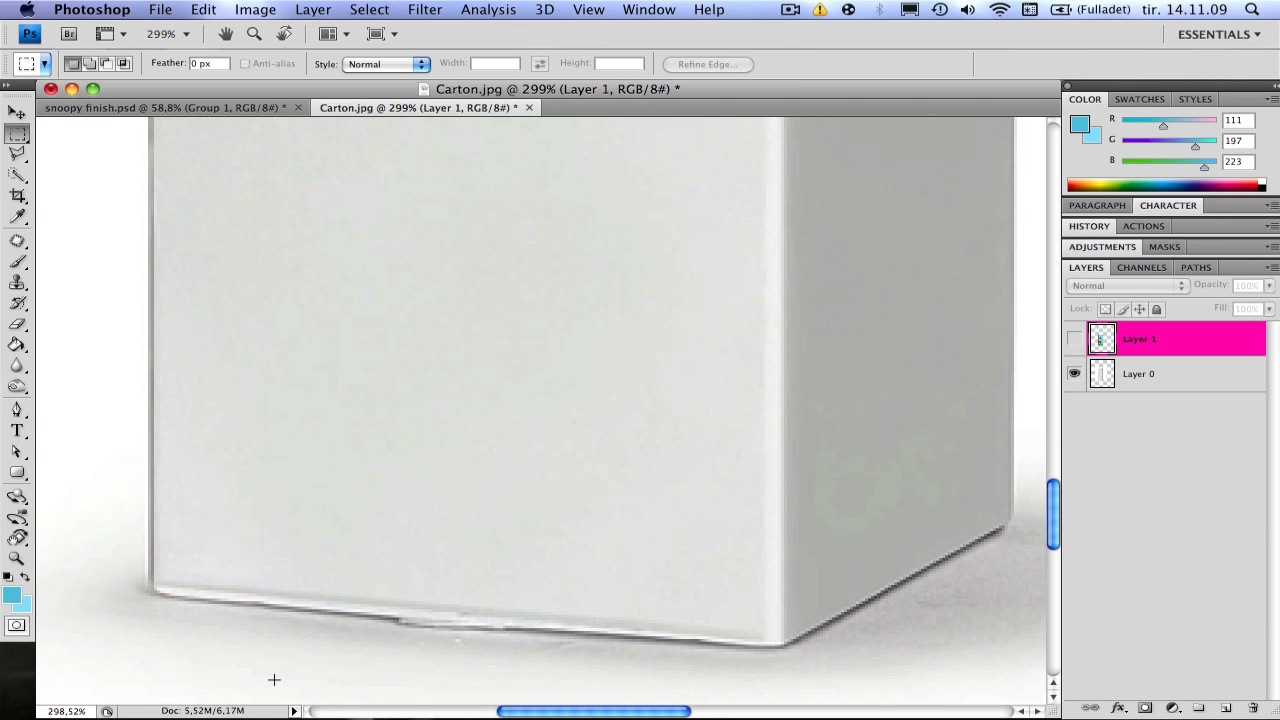 Photoshop File Edit Image Layer Select Filter Analysis 3D View Window Help (Fulladet) tir. 14.11.09
Ps Br 299% ESSENTIALS
Feather: 0 px Anti-alias Style: Normal Width: Height: Refine Edge...
Carton.jpg @ 299% (Layer 1, RGB/8#) *
snoopy finish.psd @ 58,8% (Group 1, RGB/8#) * Carton.jpg @ 299% (Layer 1, RGB/8#) *
COLOR SWATCHES STYLES
R 111
G 197
B 223
PARAGRAPH CHARACTER
HISTORY ACTIONS
ADJUSTMENTS MASKS
LAYERS CHANNELS PATHS
Normal Opacity: 100%
Lock: Fill: 100%
Layer 1
Layer 0
298,52% Doc: 5,52M/6,17M